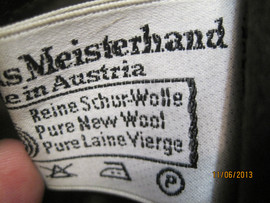 s Meisterhand
e in Austria
Reine Schur-Wolle
Pure New Wool
Pure Laine Vierge
P
11/06/2013